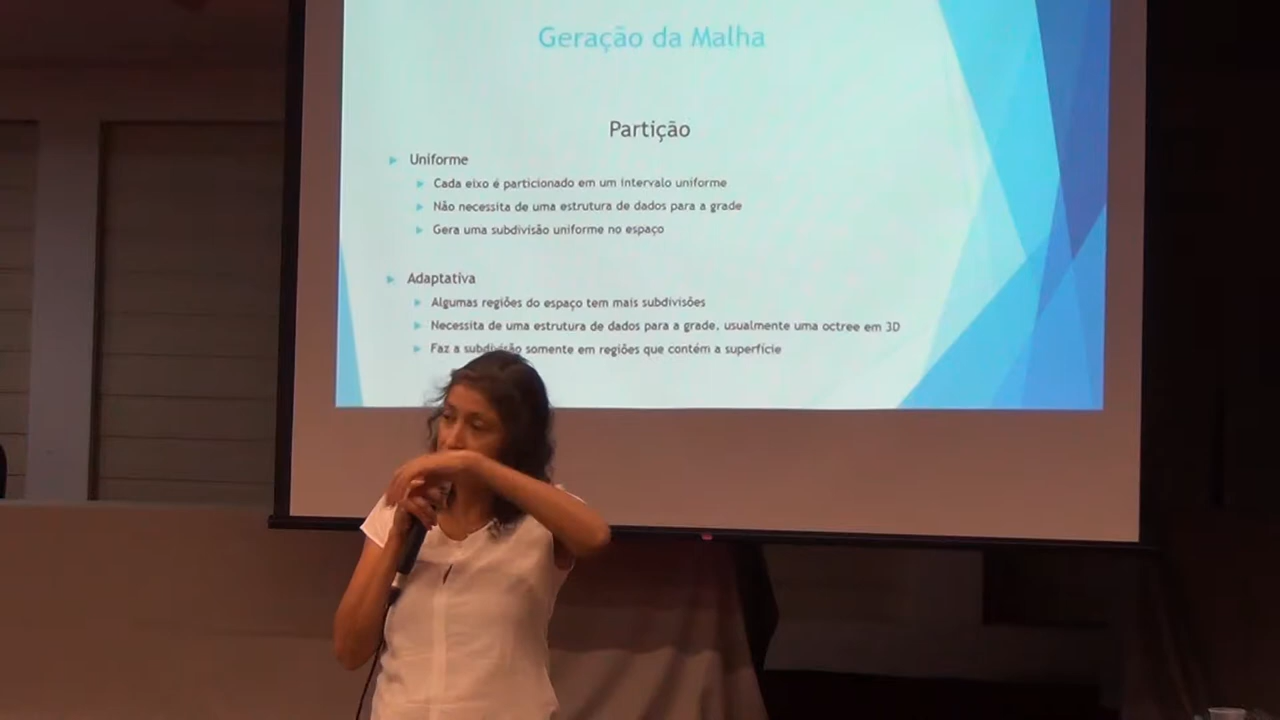 Geração da Malha
Partição
Uniforme
Cada eixo é particionado em um intervalo uniforme
Não necessita de uma estrutura de dados para a grade
Gera uma subdivisão uniforme no espaço
Adaptativa
Algumas regiões do espaço tem mais subdivisões
Necessita de uma estrutura de dados para a grade, usualmente uma octree em 3D
Faz a subdivisão somente em regiões que contém a superfície